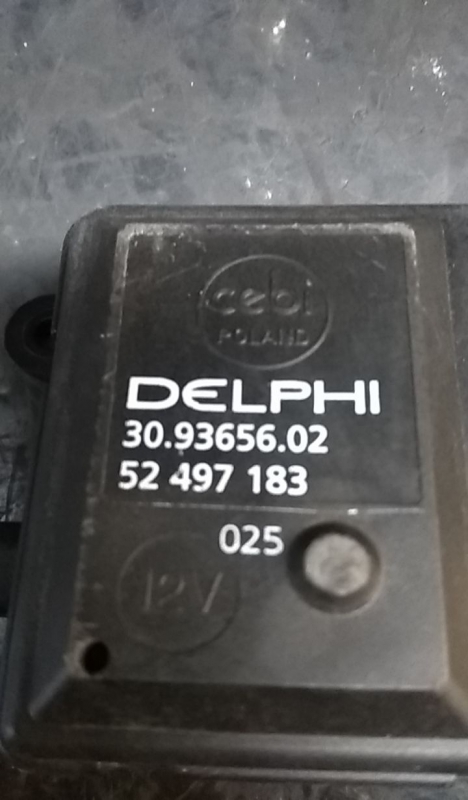 cebi
POLAND
DELPHI
30.93656.02
52 497 183
025
12V